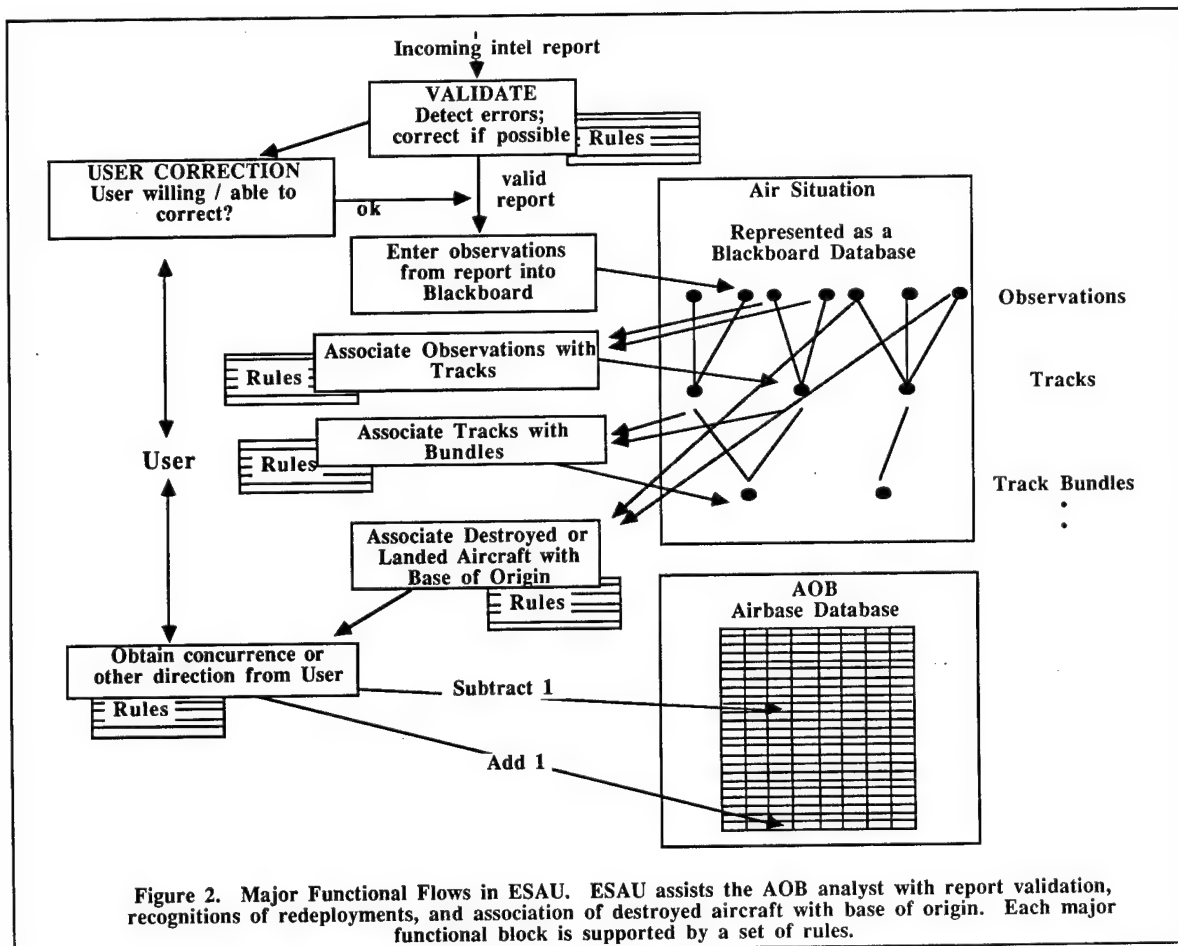 Incoming intel report
VALIDATE
Detect errors;
correct if possible
Rules
USER CORRECTION
User willing / able to
correct?
ok
valid
report
Enter observations
from report into
Blackboard
Air Situation
Represented as a
Blackboard Database
Observations
Associate Observations with
Tracks
Rules
Tracks
Associate Tracks with
Bundles
Rules
User
Track Bundles
Associate Destroyed or
Landed Aircraft with
Base of Origin
Rules
AOB
Airbase Database
Obtain concurrence or
other direction from User
Rules
Subtract 1
Add 1
Figure 2. Major Functional Flows in ESAU. ESAU assists the AOB analyst with report validation,
recognitions of redeployments, and association of destroyed aircraft with base of origin. Each major
functional block is supported by a set of rules.